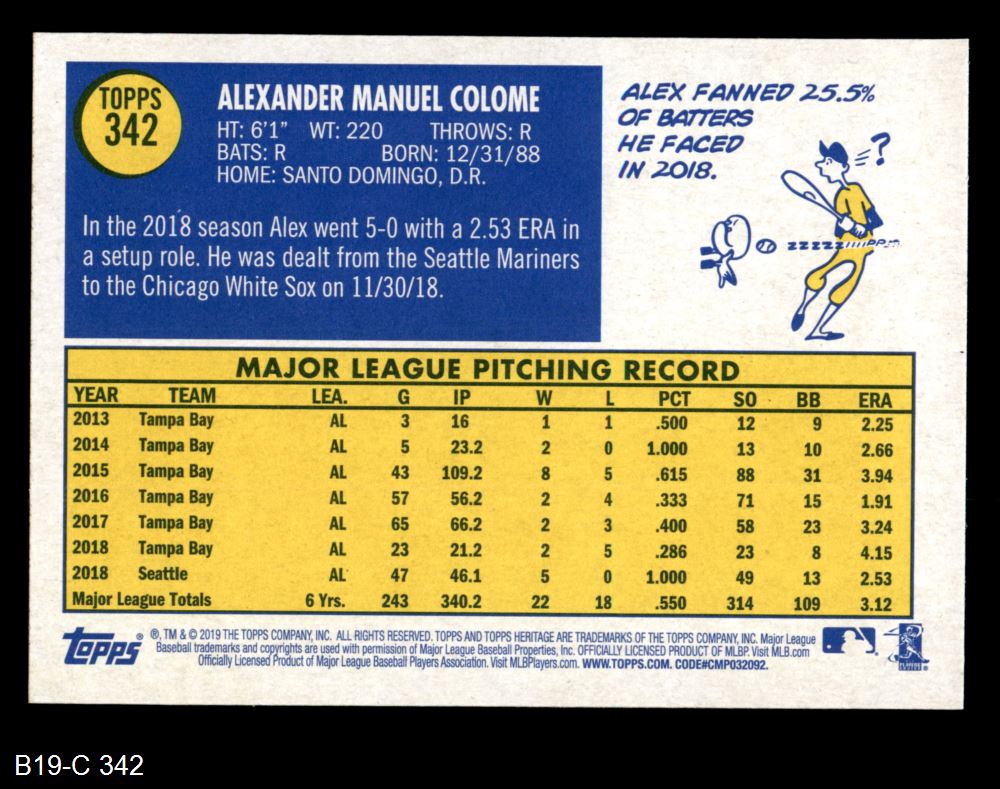 TOPPS
342
ALEXANDER MANUEL COLOME
HT: 6'1" WT: 220 THROWS: R
BATS: R BORN: 12/31/88
HOME: SANTO DOMINGO, D.R.
In the 2018 season Alex went 5-0 with a 2.53 ERA in
a setup role. He was dealt from the Seattle Mariners
to the Chicago White Sox on 11/30/18.
ALEX FANNED 25.5%
OF BATTERS
HE FACED
IN 2018.
?
MAJOR LEAGUE PITCHING RECORD
YEAR TEAM LEA. G IP W L PCT SO BB ERA
2013 Tampa Bay AL 3 16 1 1 .500 12 9 2.25
2014 Tampa Bay AL 5 23.2 2 0 1.000 13 10 2.66
2015 Tampa Bay AL 43 109.2 8 5 .615 88 31 3.94
2016 Tampa Bay AL 57 56.2 2 4 .333 71 15 1.91
2017 Tampa Bay AL 65 66.2 2 3 .400 58 23 3.24
2018 Tampa Bay AL 23 21.2 2 5 .286 23 8 4.15
2018 Seattle AL 47 46.1 5 0 1.000 49 13 2.53
Major League Totals 6 Yrs. 243 340.2 22 18 .550 314 109 3.12
topps ® ®, TM & © 2019 THE TOPPS COMPANY, INC. ALL RIGHTS RESERVED. TOPPS AND TOPPS HERITAGE ARE TRADEMARKS OF THE TOPPS COMPANY, INC. Major League
Baseball trademarks and copyrights are used with permission of Major League Baseball Properties, Inc. OFFICIALLY LICENSED PRODUCT OF MLBP. Visit MLB.com
Officially Licensed Product of Major League Baseball Players Association. Visit MLBPlayers.com. WWW.TOPPS.COM. CODE#CMP032092.
B19-C 342